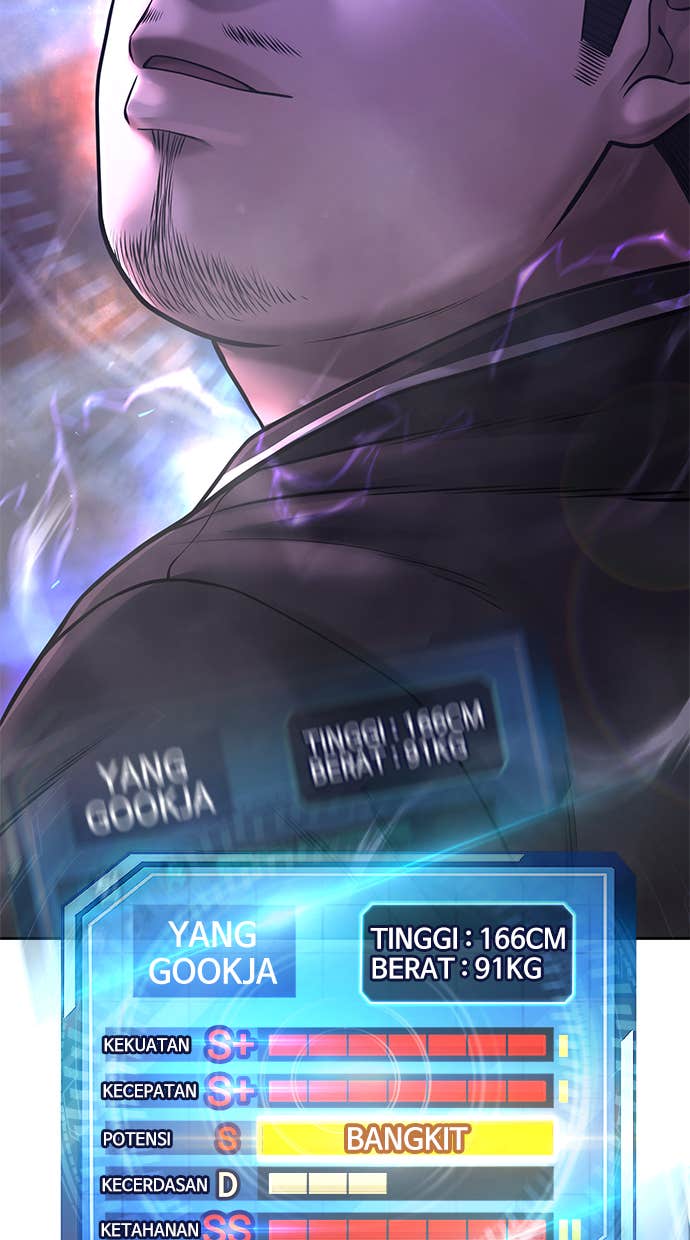 YANG
GOOKJA
TINGGI : 166CM
BERAT : 91KG
YANG
GOOKJA
TINGGI : 166CM
BERAT : 91KG
KEKUATAN S+
KECEPATAN S+
POTENSI S BANGKIT
KECERDASAN D
KETAHANAN SS